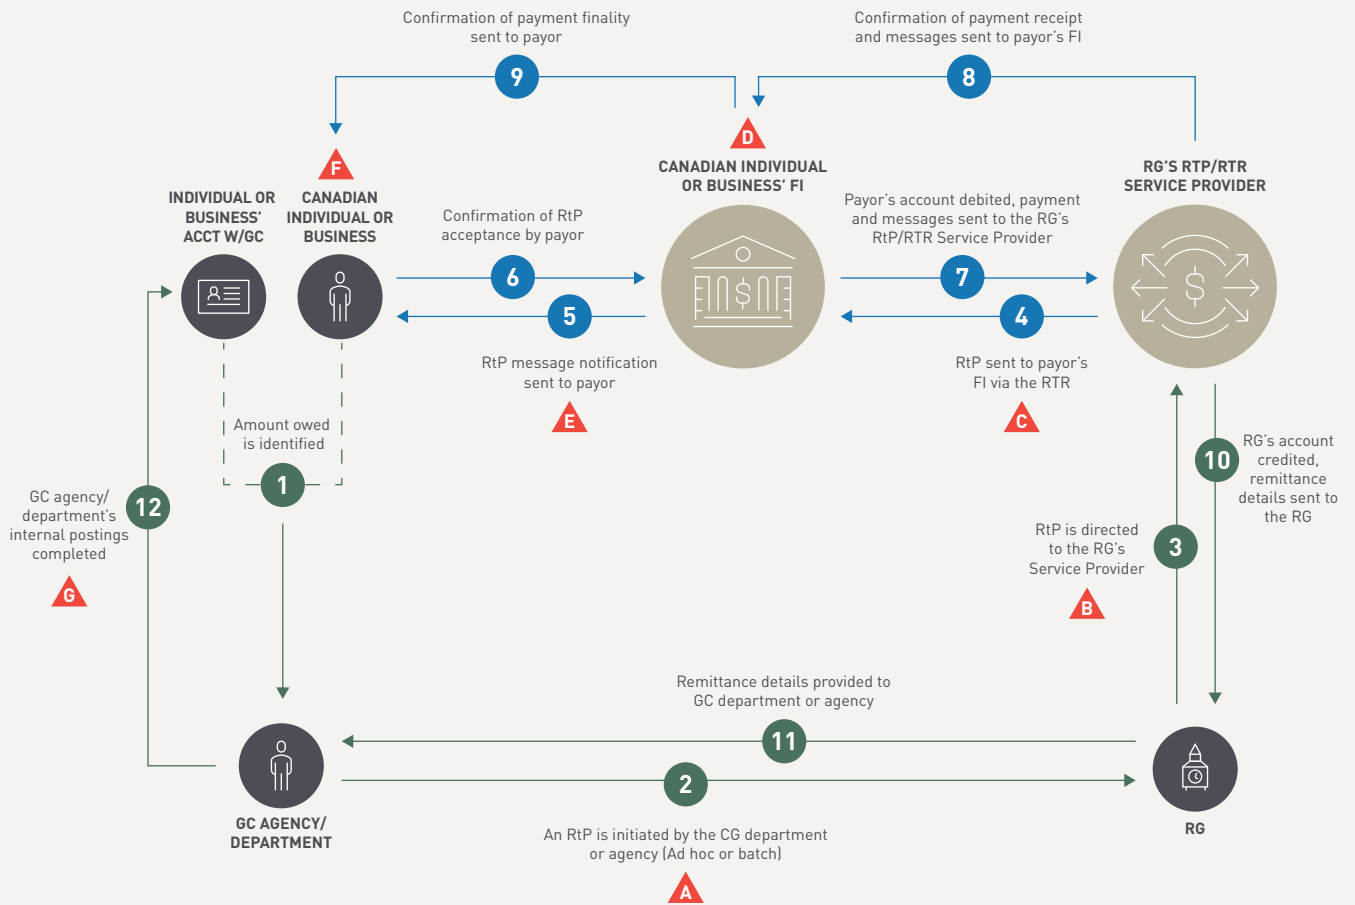 Confirmation of payment finality
sent to payor
9
Confirmation of payment receipt
and messages sent to payor’s FI
8
F
D
INDIVIDUAL OR
BUSINESS’
ACCT W/GC
CANADIAN
INDIVIDUAL OR
BUSINESS
CANADIAN INDIVIDUAL
OR BUSINESS’ FI
RG’S RTP/RTR
SERVICE PROVIDER
Confirmation of RtP
acceptance by payor
6
5
RtP message notification
sent to payor
E
$
Payor’s account debited, payment
and messages sent to the RG’s
RtP/RTR Service Provider
7
4
RtP sent to payor’s
FI via the RTR
C
$
Amount owed
is identified
1
GC agency/
department’s
internal postings
completed
12
G
RtP is directed
to the RG’s
Service Provider
3
B
10
RG’s account
credited,
remittance
details sent to
the RG
Remittance details provided to
GC department or agency
11
2
An RtP is initiated by the CG department
or agency (Ad hoc or batch)
A
GC AGENCY/
DEPARTMENT
RG